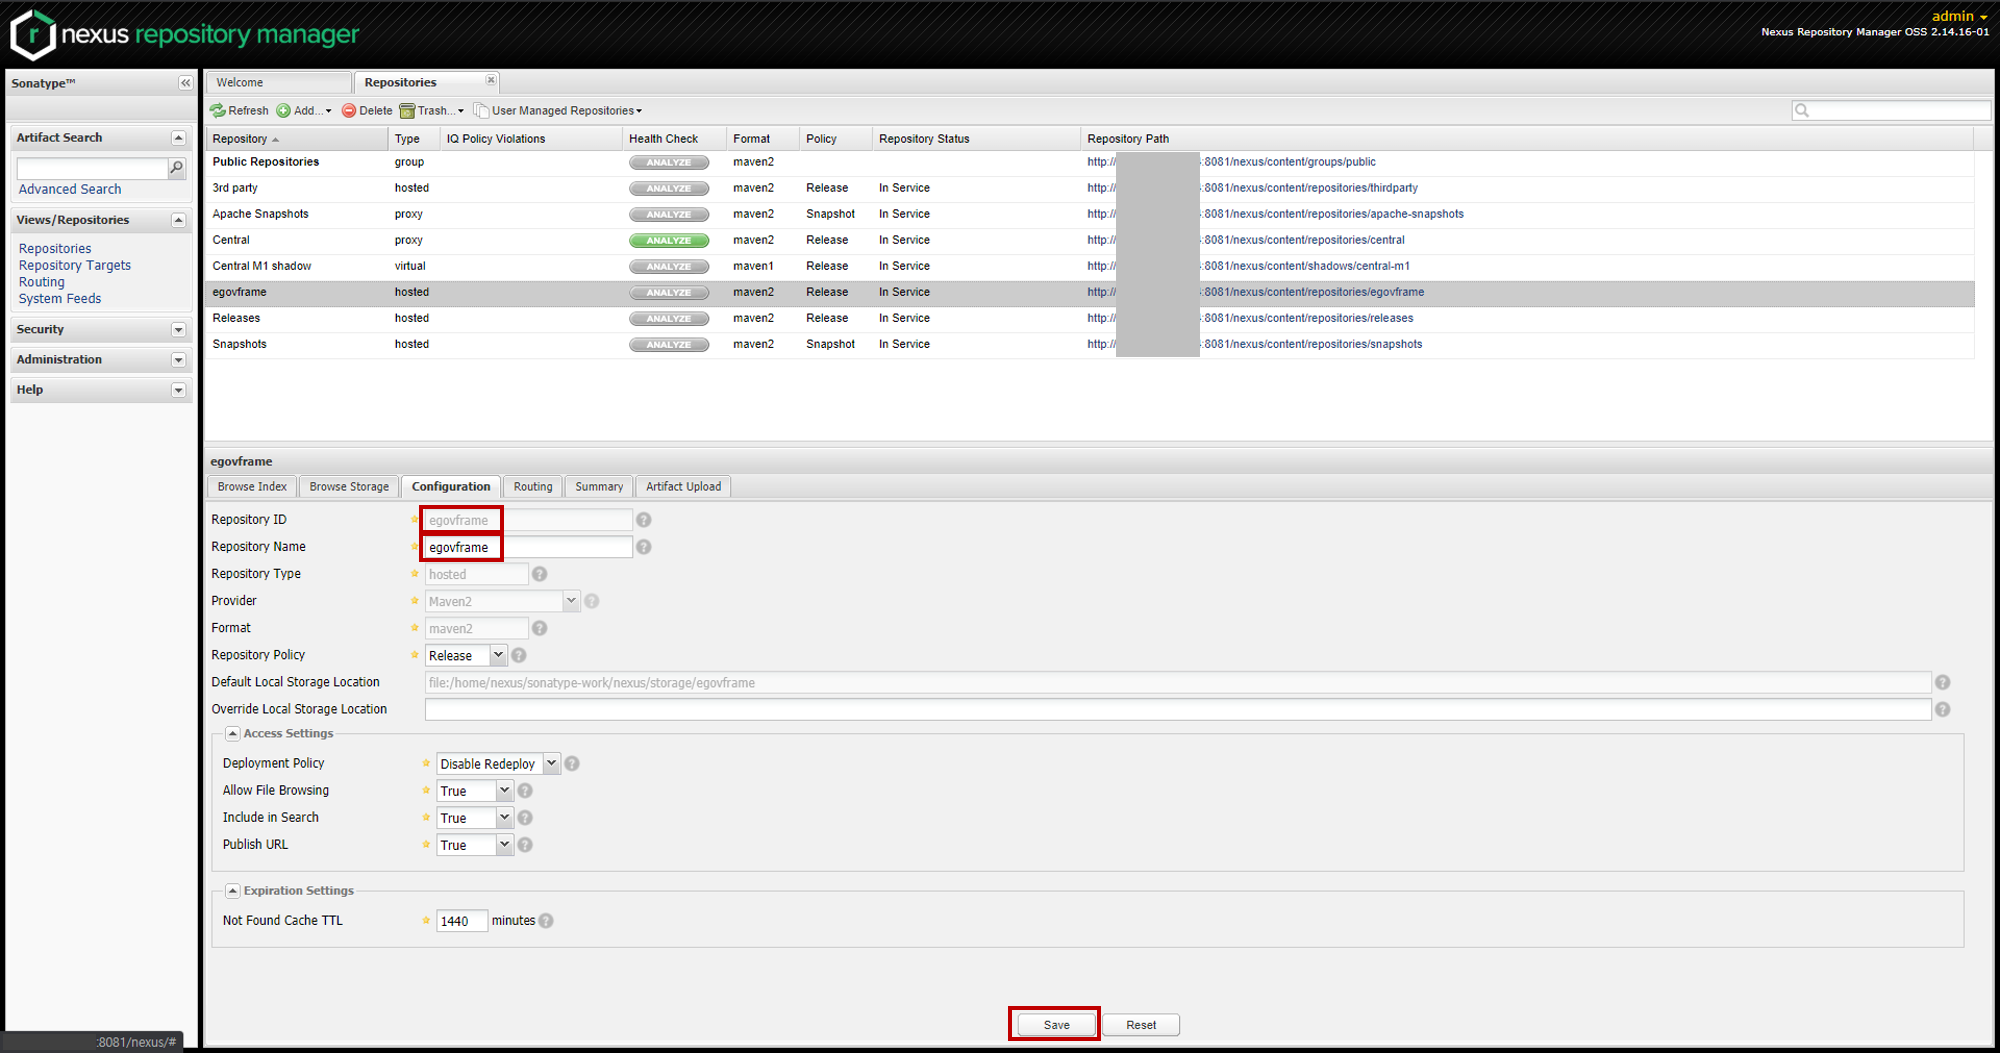 nexus repository manager
admin
Nexus Repository Manager OSS 2.14.16-01
Sonatype™
Artifact Search
Advanced Search
Views/Repositories
Repositories
Repository Targets
Routing
System Feeds
Security
Administration
Help
Welcome Repositories
Refresh Add... Delete Trash... User Managed Repositories
Repository Type IQ Policy Violations Health Check Format Policy Repository Status Repository Path
Public Repositories group ANALYZE maven2 http:// :8081/nexus/content/groups/public
3rd party hosted ANALYZE maven2 Release In Service http:// :8081/nexus/content/repositories/thirdparty
Apache Snapshots proxy ANALYZE maven2 Snapshot In Service http:// :8081/nexus/content/repositories/apache-snapshots
Central proxy ANALYZE maven2 Release In Service http:// :8081/nexus/content/repositories/central
Central M1 shadow virtual ANALYZE maven1 Release In Service http:// :8081/nexus/content/shadows/central-m1
egovframe hosted ANALYZE maven2 Release In Service http:// :8081/nexus/content/repositories/egovframe
Releases hosted ANALYZE maven2 Release In Service http:// :8081/nexus/content/repositories/releases
Snapshots hosted ANALYZE maven2 Snapshot In Service http:// :8081/nexus/content/repositories/snapshots
egovframe
Browse Index Browse Storage Configuration Routing Summary Artifact Upload
Repository ID egovframe
Repository Name egovframe
Repository Type hosted
Provider Maven2
Format maven2
Repository Policy Release
Default Local Storage Location file:/home/nexus/sonatype-work/nexus/storage/egovframe
Override Local Storage Location
Access Settings
Deployment Policy Disable Redeploy
Allow File Browsing True
Include in Search True
Publish URL True
Expiration Settings
Not Found Cache TTL 1440 minutes
Save Reset
:8081/nexus/#